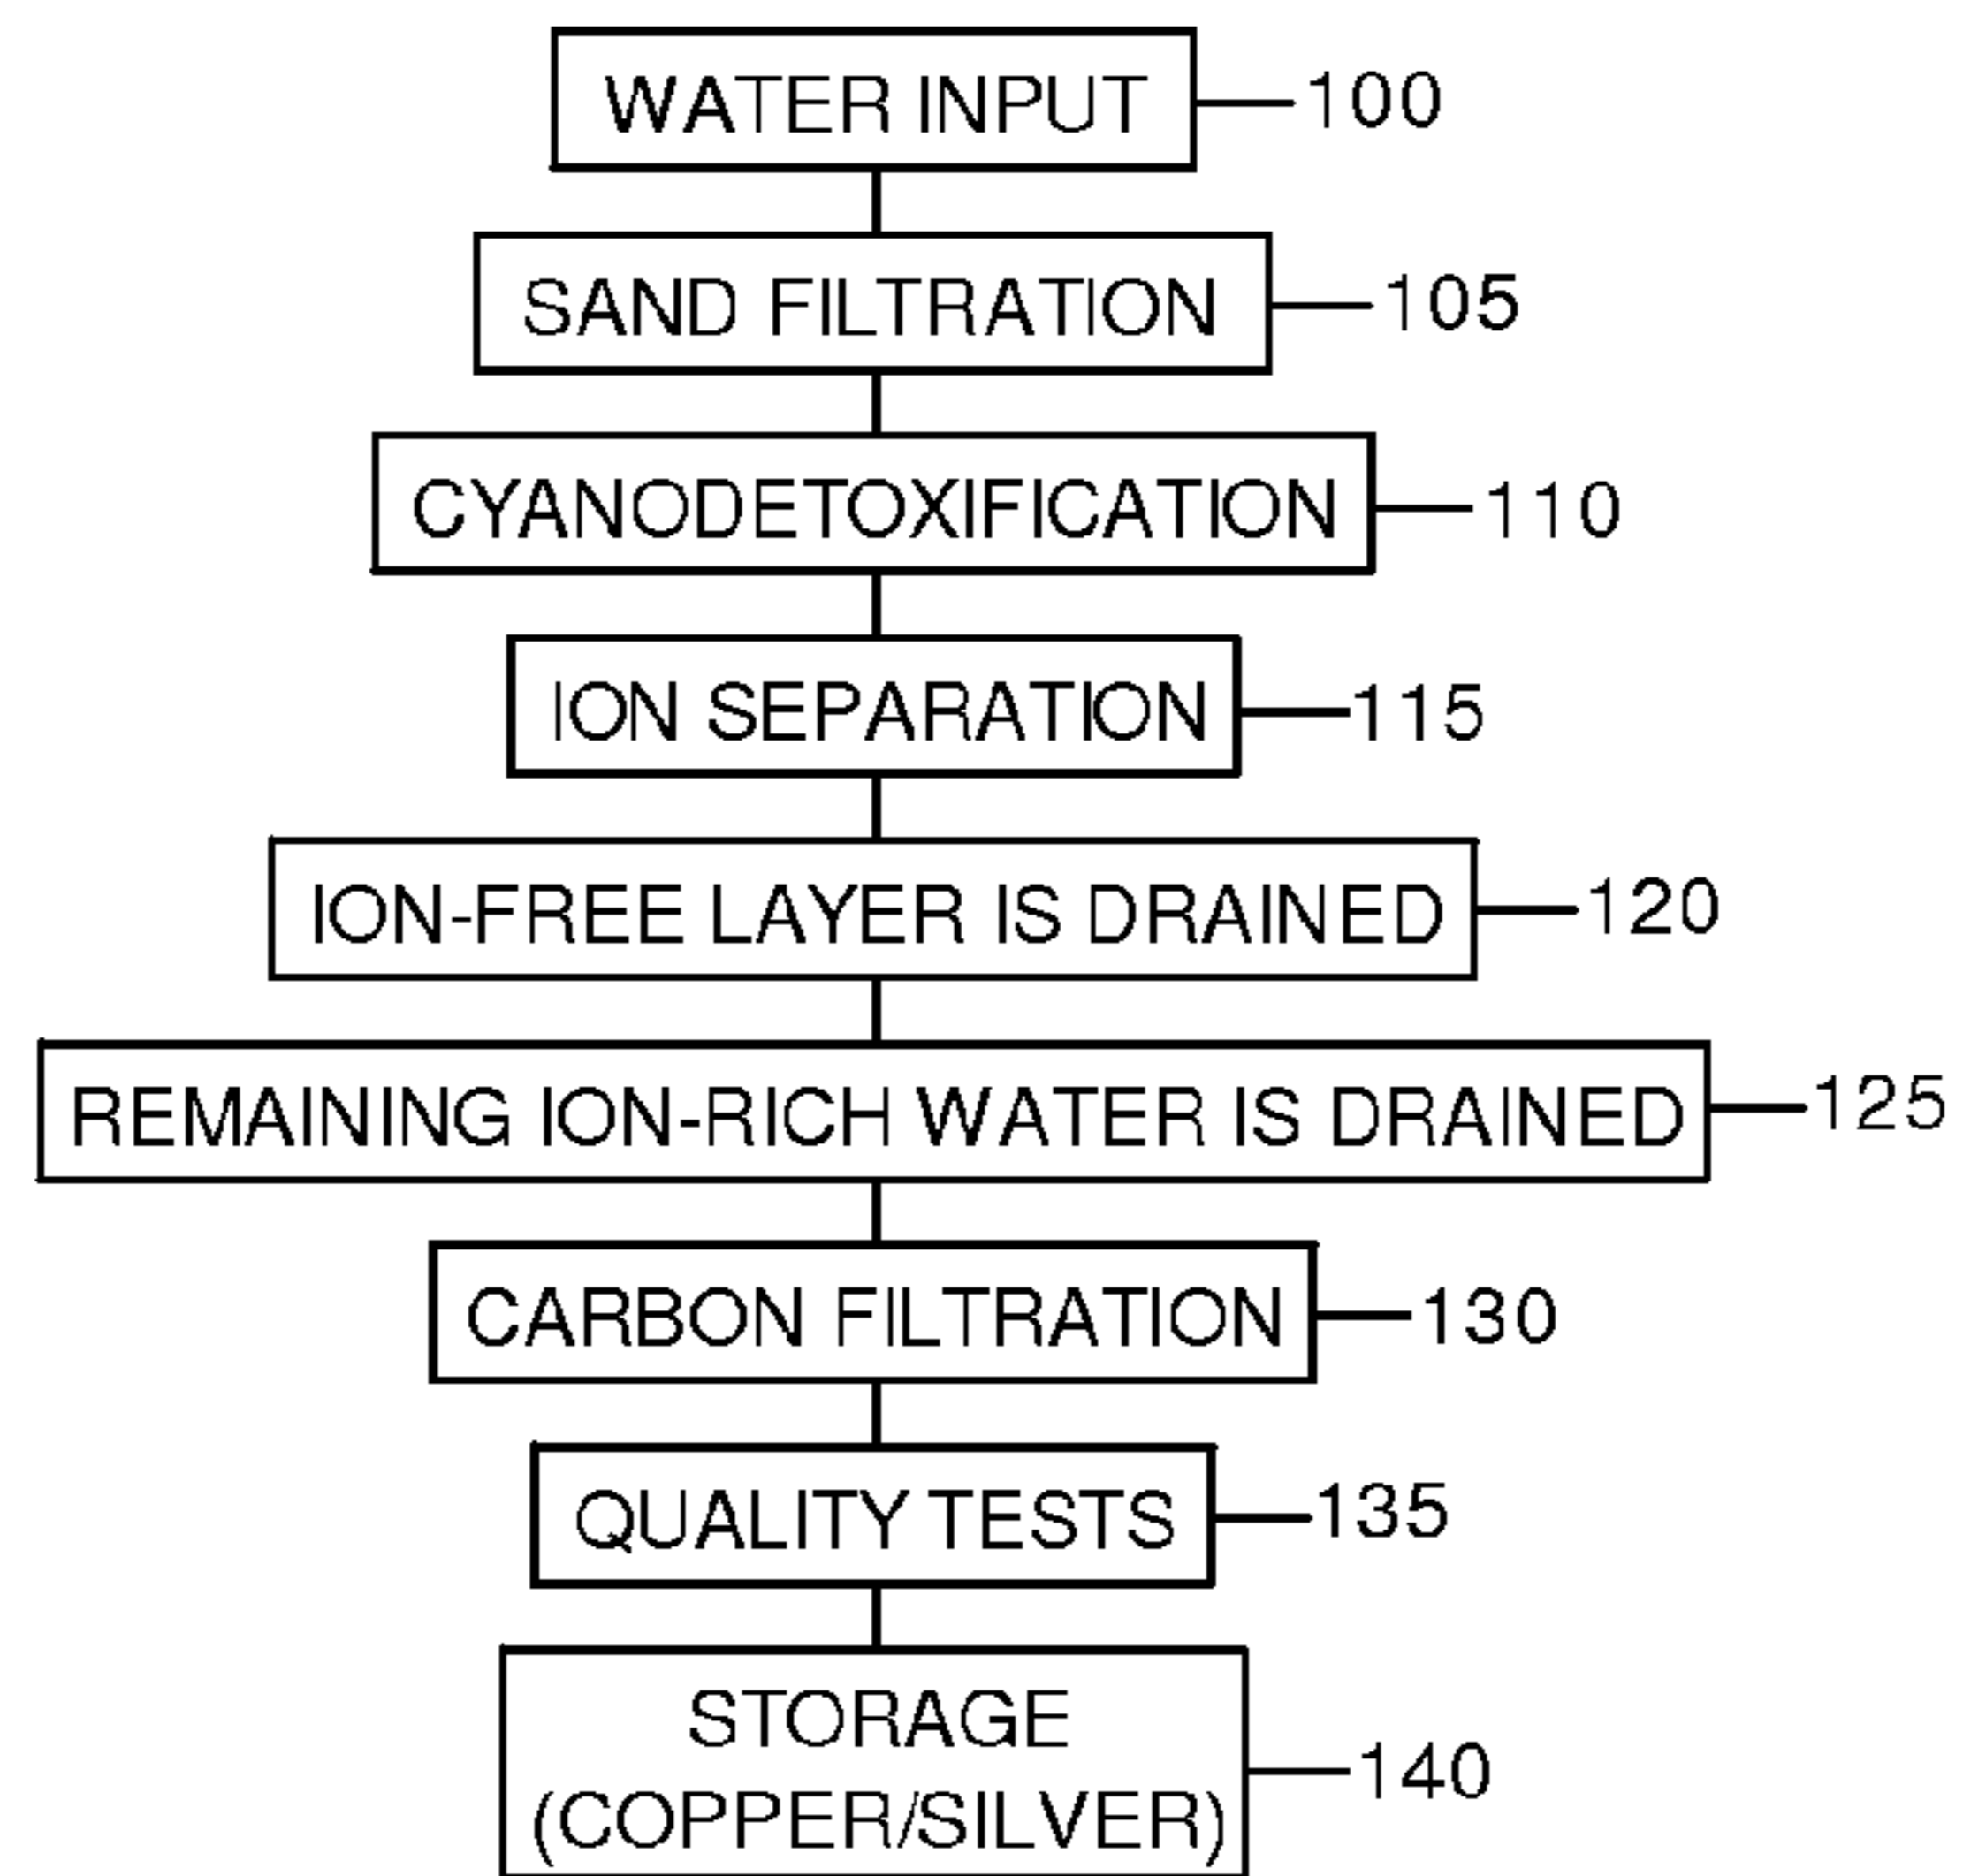 WATER INPUT 100
SAND FILTRATION 105
CYANODETOXIFICATION 110
ION SEPARATION 115
ION-FREE LAYER IS DRAINED 120
REMAINING ION-RICH WATER IS DRAINED 125
CARBON FILTRATION 130
QUALITY TESTS 135
STORAGE
(COPPER/SILVER) 140